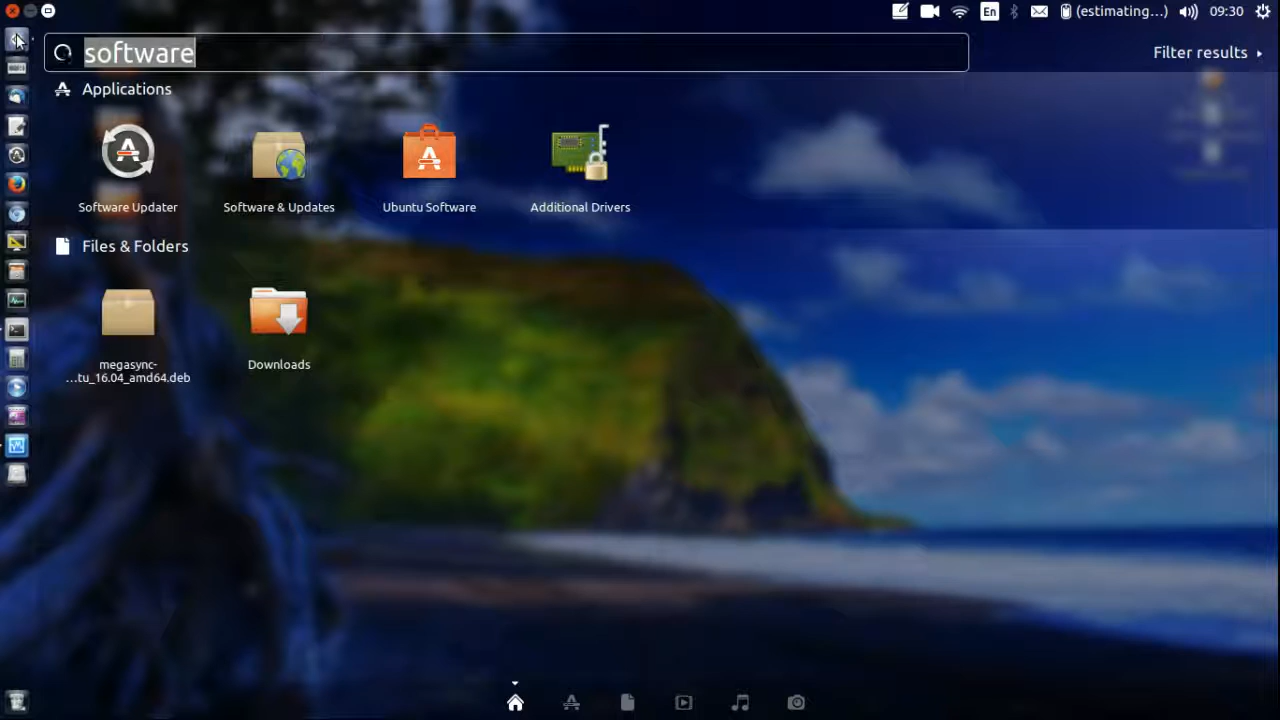 En
(estimating...)
09:30
software
Filter results
Applications
Software Updater
Software & Updates
Ubuntu Software
Additional Drivers
Files & Folders
megasync-
...tu_16.04_amd64.deb
Downloads